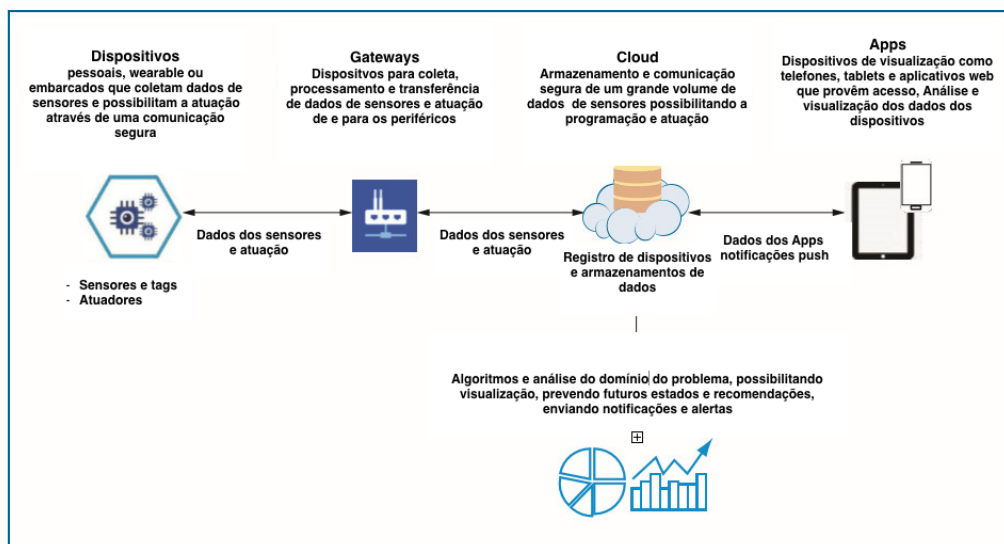 Dispositivos
pessoais, wearable ou
embarcados que coletam dados de
sensores e possibilitam a atuação
através de uma comunicação
segura
Gateways
Dispositvos para coleta,
processamento e transferência
de dados de sensores e atuação
de e para os periféricos
Cloud
Armazenamento e comunicação
segura de um grande volume de
dados de sensores possibilitando a
programação e atuação
Apps
Dispositivos de visualização como
telefones, tablets e aplicativos web
que provêm acesso, Análise e
visualização dos dados dos
dispositivos
Dados dos sensores
e atuação
Dados dos sensores
e atuação
Dados dos Apps
notificações push
- Sensores e tags
- Atuadores
Registro de dispositivos
e armazenamentos de
dados
Algoritmos e análise do domínio do problema, possibilitando
visualização, prevendo futuros estados e recomendações,
enviando notificações e alertas